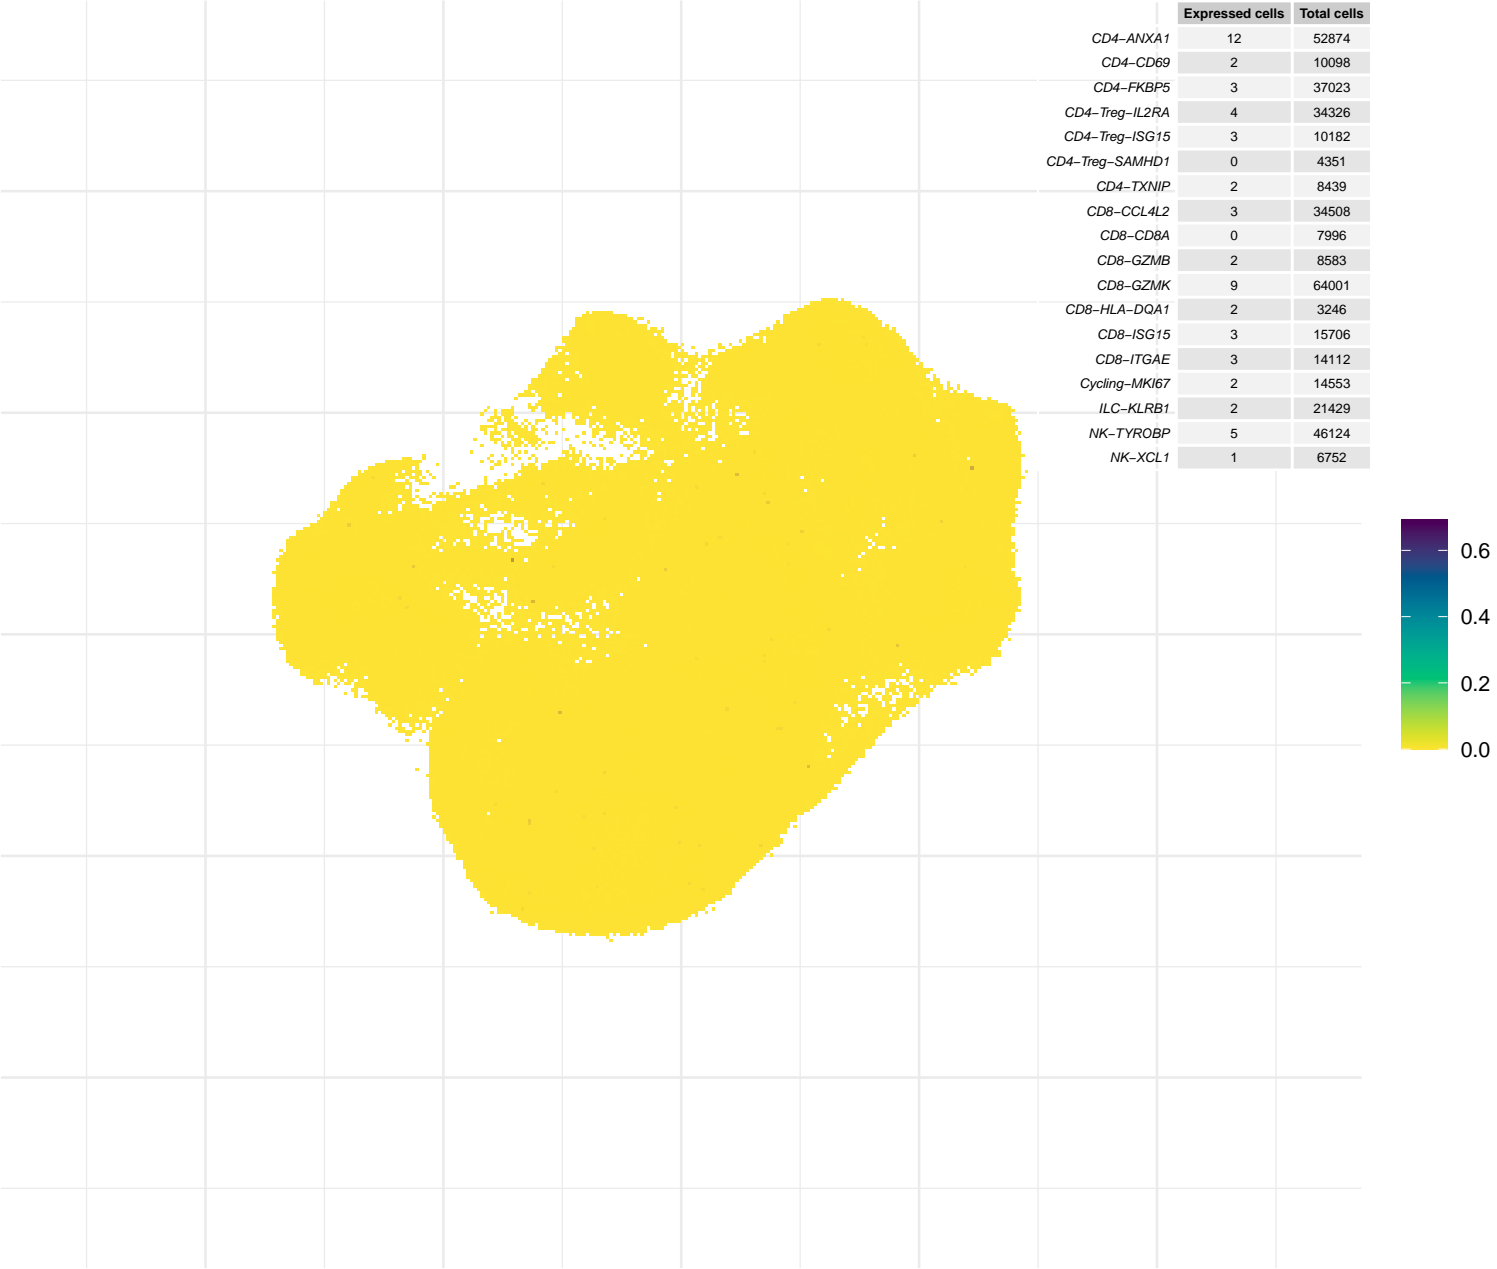 Expressed cells Total cells
CD4−ANXA1 12 52874
CD4−CD69 2 10098
CD4−FKBP5 3 37023
CD4−Treg−IL2RA 4 34326
CD4−Treg−ISG15 3 10182
CD4−Treg−SAMHD1 0 4351
CD4−TXNIP 2 8439
CD8−CCL4L2 3 34508
CD8−CD8A 0 7996
CD8−GZMB 2 8583
CD8−GZMK 9 64001
CD8−HLA−DQA1 2 3246
CD8−ISG15 3 15706
CD8−ITGAE 3 14112
Cycling−MKI67 2 14553
ILC−KLRB1 2 21429
NK−TYROBP 5 46124
NK−XCL1 1 6752
0.6
0.4
0.2
0.0